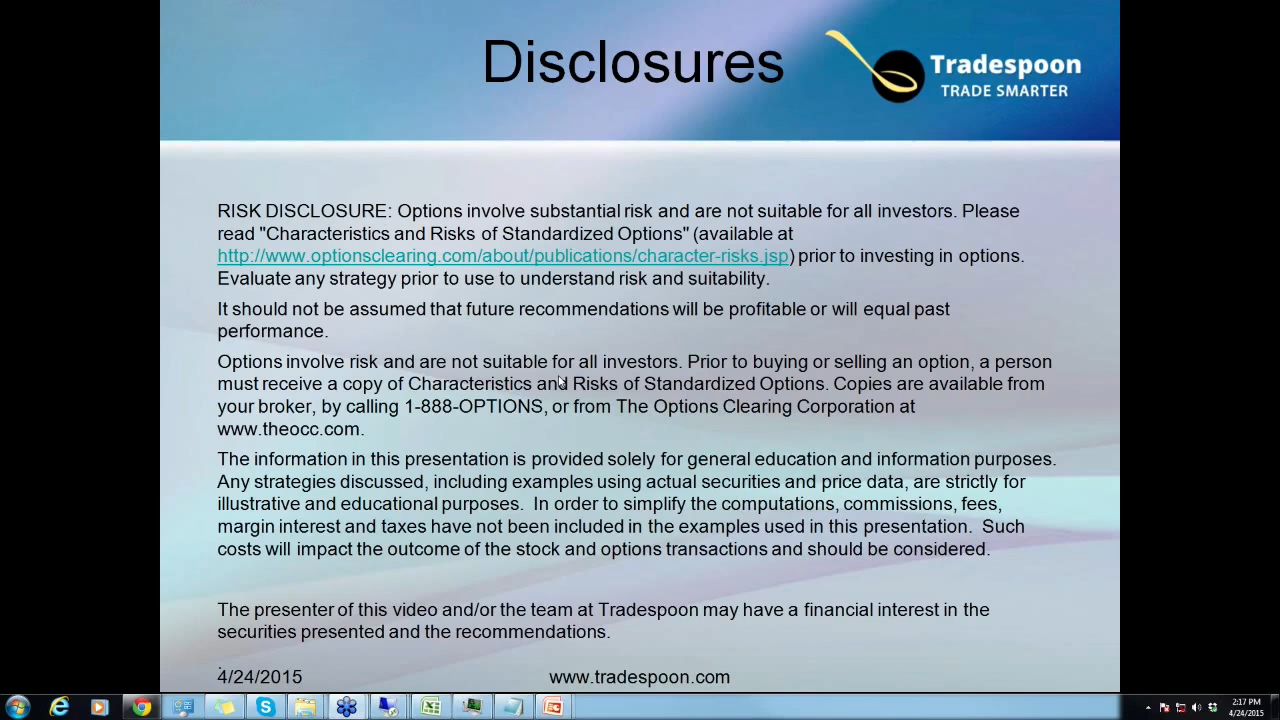 Disclosures
Tradespoon
TRADE SMARTER
RISK DISCLOSURE: Options involve substantial risk and are not suitable for all investors. Please
read "Characteristics and Risks of Standardized Options" (available at
http://www.optionsclearing.com/about/publications/character-risks.jsp) prior to investing in options.
Evaluate any strategy prior to use to understand risk and suitability.
It should not be assumed that future recommendations will be profitable or will equal past
performance.
Options involve risk and are not suitable for all investors. Prior to buying or selling an option, a person
must receive a copy of Characteristics and Risks of Standardized Options. Copies are available from
your broker, by calling 1-888-OPTIONS, or from The Options Clearing Corporation at
www.theocc.com.
The information in this presentation is provided solely for general education and information purposes.
Any strategies discussed, including examples using actual securities and price data, are strictly for
illustrative and educational purposes.  In order to simplify the computations, commissions, fees,
margin interest and taxes have not been included in the examples used in this presentation.  Such
costs will impact the outcome of the stock and options transactions and should be considered.
The presenter of this video and/or the team at Tradespoon may have a financial interest in the
securities presented and the recommendations.
.
4/24/2015 www.tradespoon.com
2:17 PM
4/24/2015